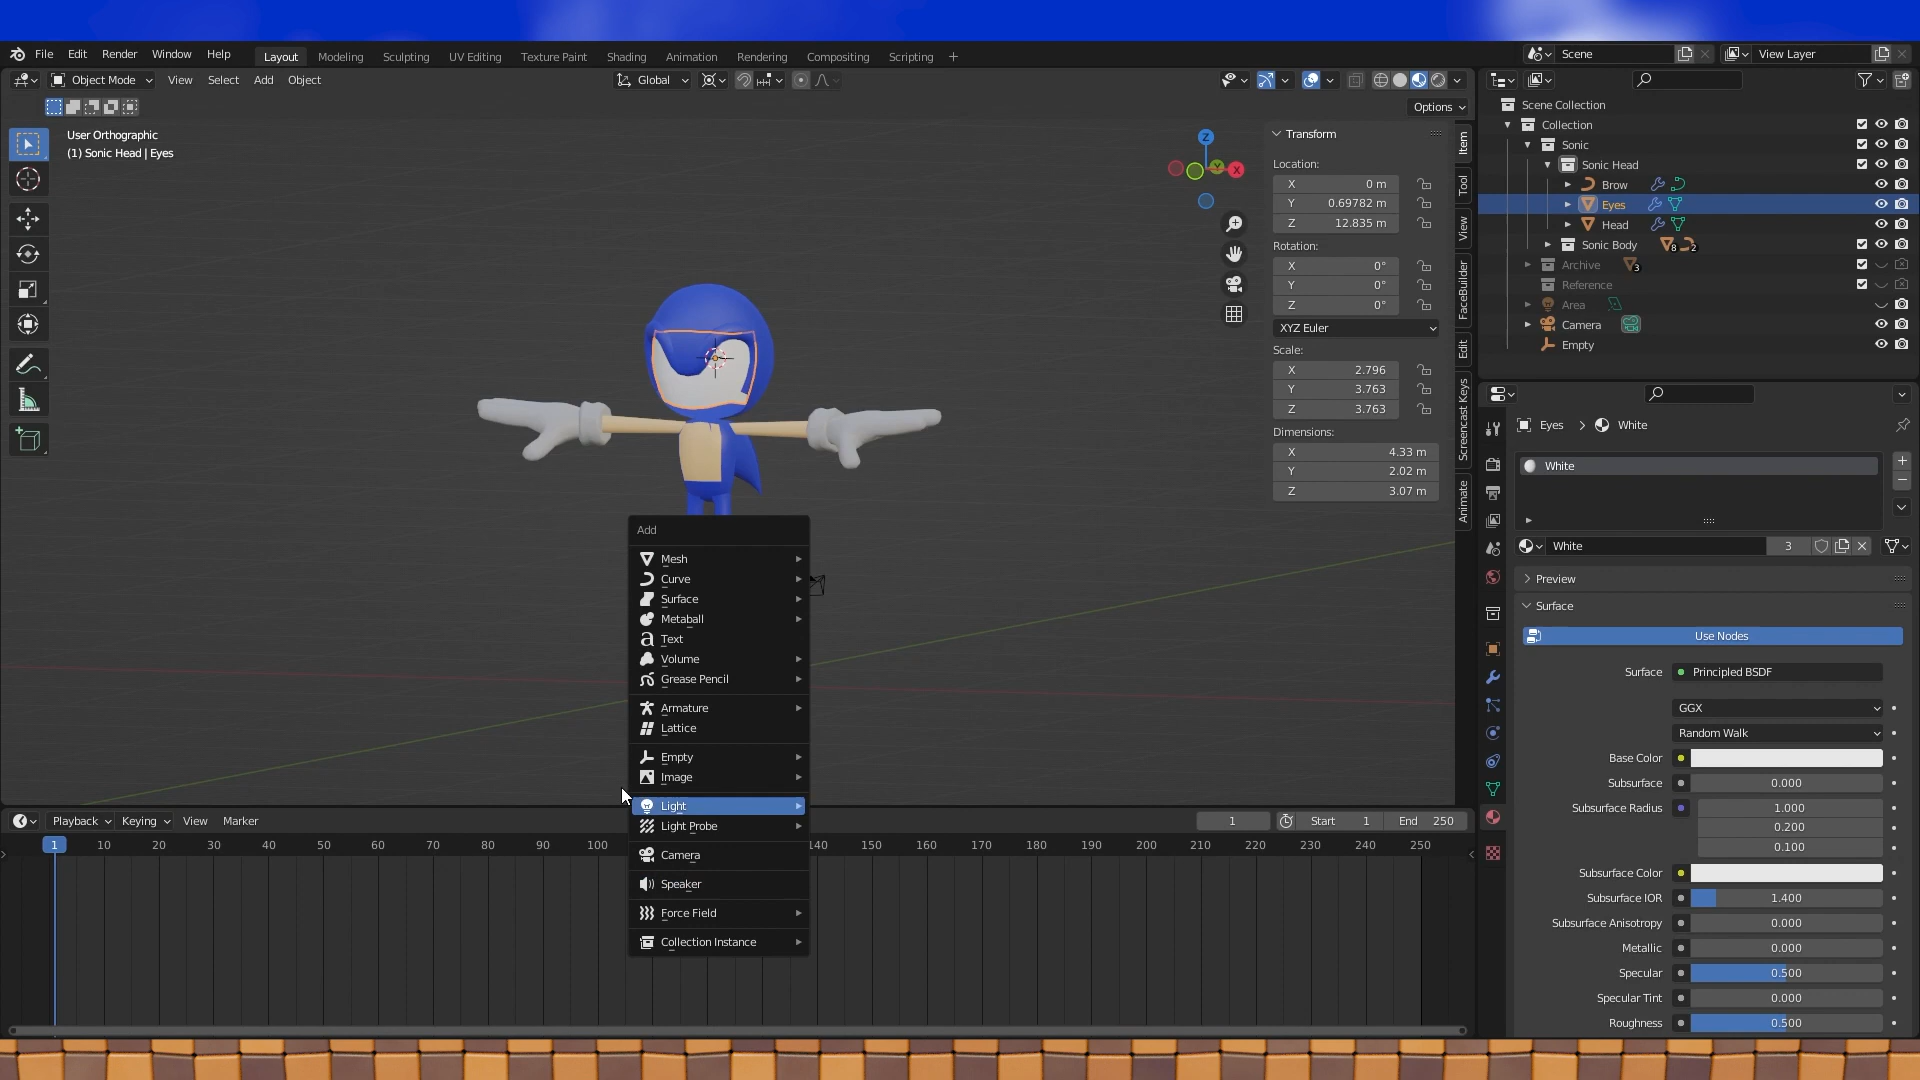 File Edit Render Window Help Layout Modeling Sculpting UV Editing Texture Paint Shading Animation Rendering Compositing Scripting + Scene View Layer
Object Mode View Select Add Object Global
Options
User Orthographic
(1) Sonic Head | Eyes
Z
Y
X
Transform
Location:
X 0 m
Y 0.69782 m
Z 12.835 m
Rotation:
X 0°
Y 0°
Z 0°
XYZ Euler
Scale:
X 2.796
Y 3.763
Z 3.763
Dimensions:
X 4.33 m
Y 2.02 m
Z 3.07 m
Item
Tool
View
FaceBuilder
Edit
Screencast Keys
Animate
Add
Mesh
Curve
Surface
Metaball
Text
Volume
Grease Pencil
Armature
Lattice
Empty
Image
Light
Light Probe
Camera
Speaker
Force Field
Collection Instance
Playback Keying View Marker 1 Start 1 End 250
1 10 20 30 40 50 60 70 80 90 100 140 150 160 170 180 190 200 210 220 230 240 250
Scene Collection
Collection
Sonic
Sonic Head
Brow
Eyes
Head
Sonic Body 8 2
Archive 3
Reference
Area
Camera
Empty
Eyes > White
White
White 3
Preview
Surface
Use Nodes
Surface Principled BSDF
GGX
Random Walk
Base Color
Subsurface 0.000
Subsurface Radius 1.000
0.200
0.100
Subsurface Color
Subsurface IOR 1.400
Subsurface Anisotropy 0.000
Metallic 0.000
Specular 0.500
Specular Tint 0.000
Roughness 0.500